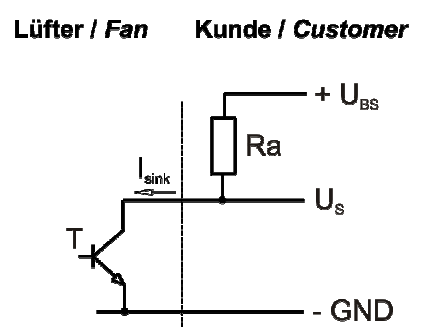 Lüfter / Fan Kunde / Customer
+ U_BS
Ra
I_sink
U_S
T
- GND